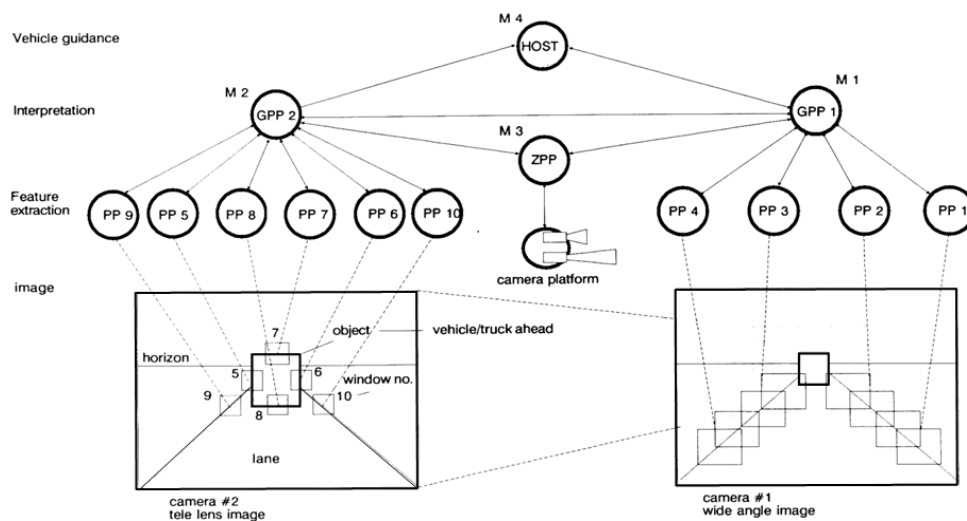 Vehicle guidance
M 4
HOST
Interpretation
M 2
GPP 2
M 1
GPP 1
M 3
ZPP
Feature
extraction
PP 9
PP 5
PP 8
PP 7
PP 6
PP 10
PP 4
PP 3
PP 2
PP 1
camera platform
image
object
vehicle/truck ahead
7
horizon
5
6
window no.
9
10
8
lane
camera #2
tele lens image
camera #1
wide angle image